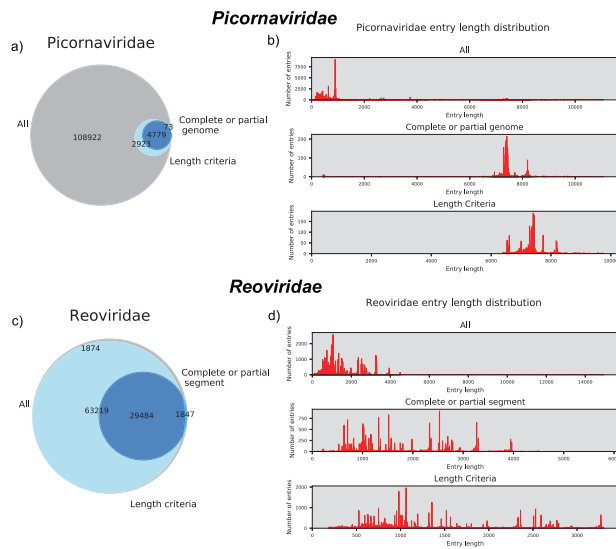 Picornaviridae
a)
Picornaviridae
All
108922
73
4779
2923
Complete or partial
genome
Length criteria
b)
Picornaviridae entry length distribution
All
Number of entries
7500
5000
2500
0
0 2000 4000 6000 8000 10000
Entry length
Complete or partial genome
Number of entries
200
150
100
50
0
0 2000 4000 6000 8000 10000
Entry length
Length Criteria
Number of entries
150
100
50
0
0 2000 4000 6000 8000 10000
Entry length
Reoviridae
c)
Reoviridae
1874
All
63219
29484
1847
Complete or partial
segment
Length criteria
d)
Reoviridae entry length distribution
All
Number of entries
2000
1000
0
0 2000 4000 6000 8000 10000 12000 14000
Entry length
Complete or partial segment
Number of entries
750
500
250
0
0 1000 2000 3000 4000 5000 6000
Entry length
Length Criteria
Number of entries
2000
1500
1000
500
0
500 1000 1500 2000 2500 3000
Entry length